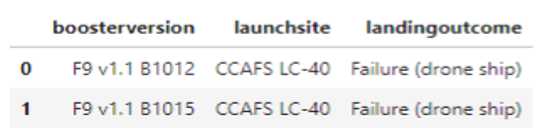 boosterversion launchsite landingoutcome
0 F9 v1.1 B1012 CCAFS LC-40 Failure (drone ship)
1 F9 v1.1 B1015 CCAFS LC-40 Failure (drone ship)